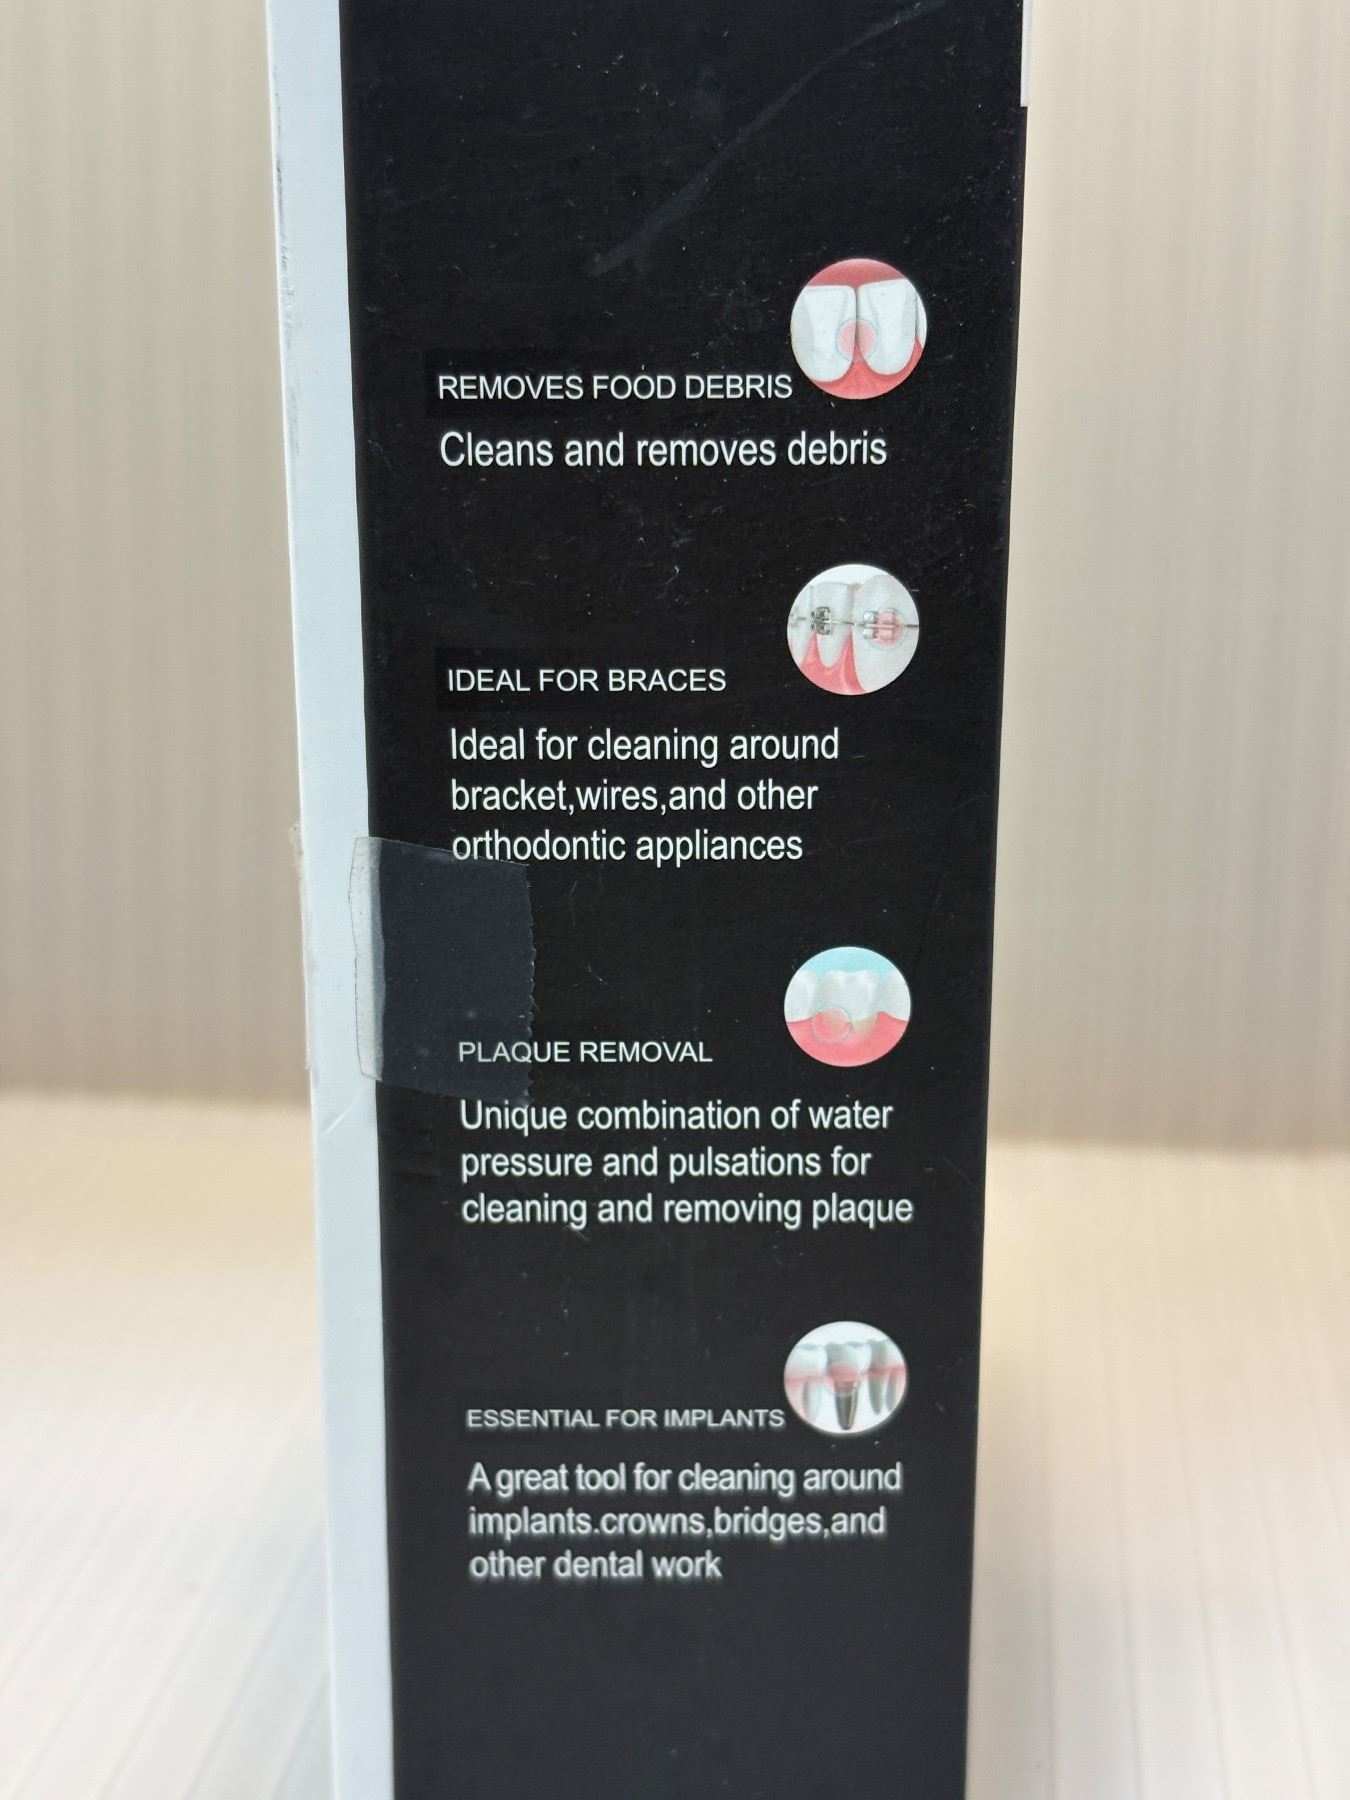 REMOVES FOOD DEBRIS
Cleans and removes debris
IDEAL FOR BRACES
Ideal for cleaning around
bracket,wires,and other
orthodontic appliances
PLAQUE REMOVAL
Unique combination of water
pressure and pulsations for
cleaning and removing plaque
ESSENTIAL FOR IMPLANTS
A great tool for cleaning around
implants.crowns,bridges,and
other dental work